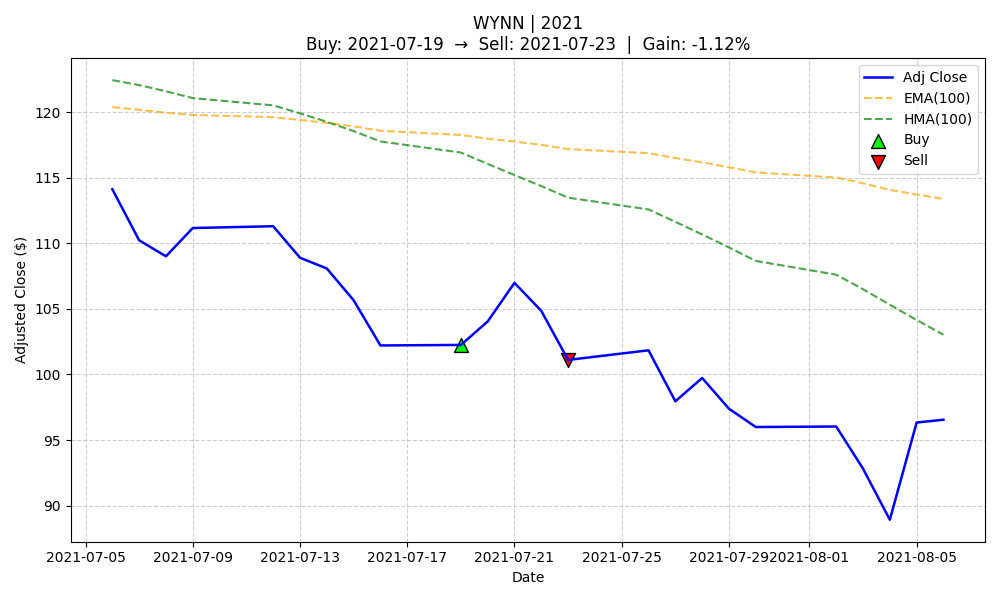 WYNN | 2021
Buy: 2021-07-19 → Sell: 2021-07-23 | Gain: -1.12%
Adj Close
EMA(100)
HMA(100)
Buy
Sell
Adjusted Close ($)
120
115
110
105
100
95
90
2021-07-05 2021-07-09 2021-07-13 2021-07-17 2021-07-21 2021-07-25 2021-07-29 2021-08-01 2021-08-05
Date